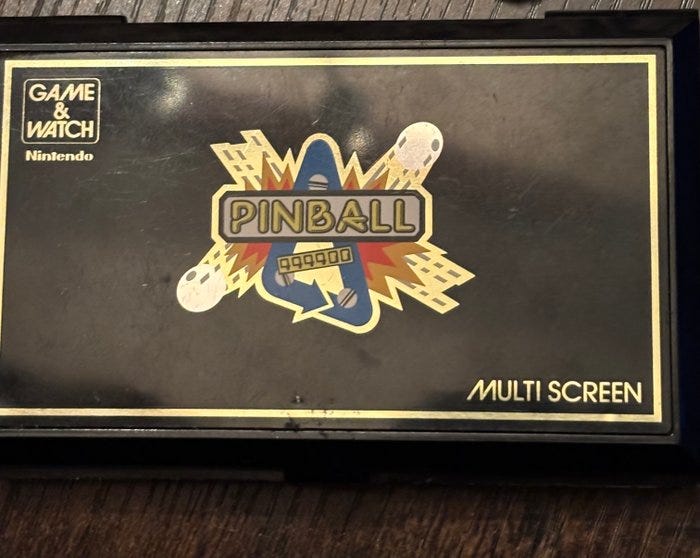 GAME
&
WATCH
Nintendo
PINBALL
999900
MULTI SCREEN